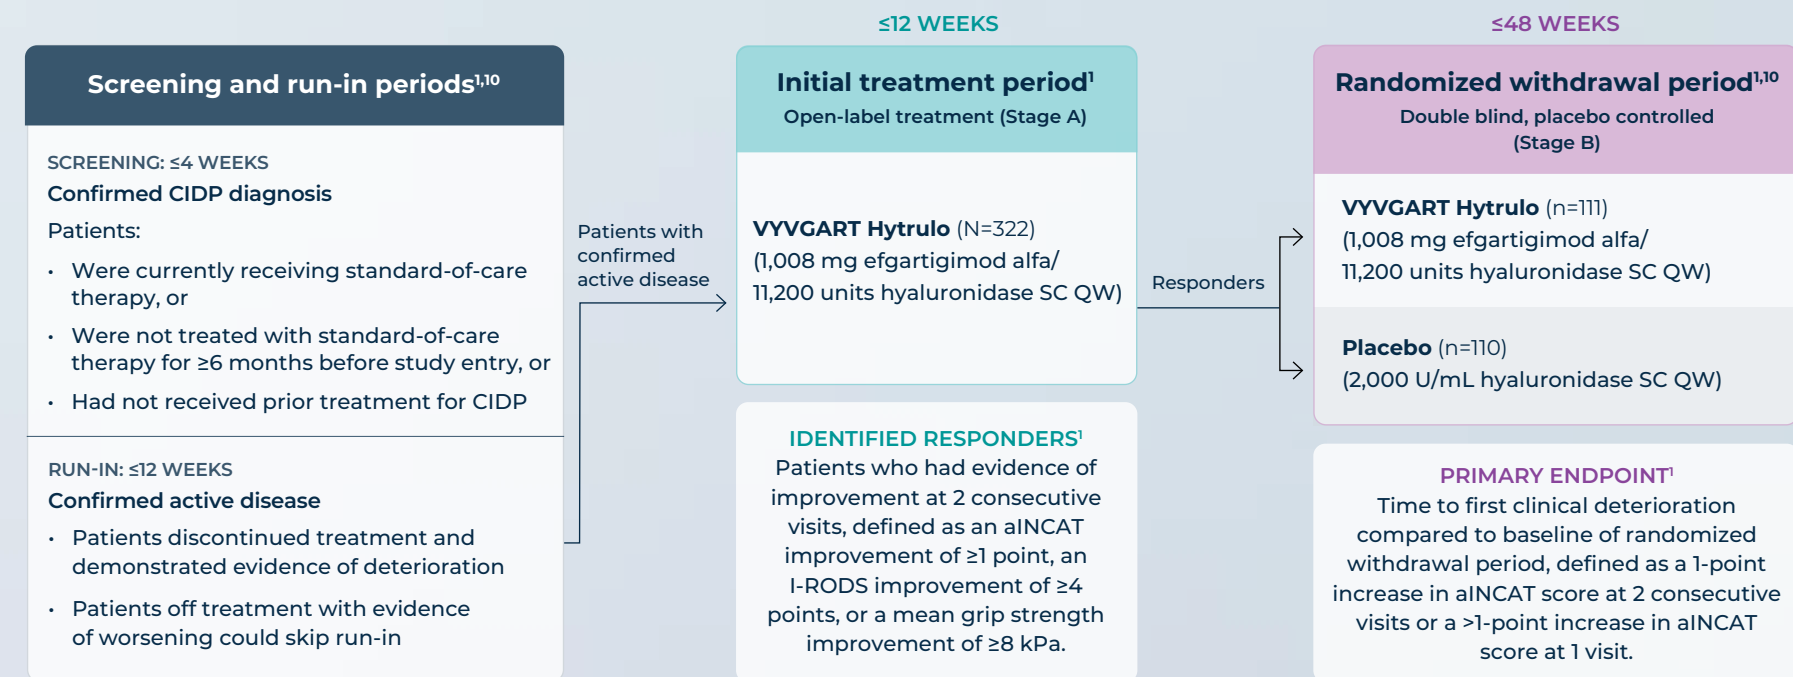 Screening and run-in periods¹,¹⁰
SCREENING: ≤4 WEEKS
Confirmed CIDP diagnosis
Patients:
• Were currently receiving standard-of-care
therapy, or
• Were not treated with standard-of-care
therapy for ≥6 months before study entry, or
• Had not received prior treatment for CIDP
RUN-IN: ≤12 WEEKS
Confirmed active disease
• Patients discontinued treatment and
demonstrated evidence of deterioration
• Patients off treatment with evidence
of worsening could skip run-in
Patients with
confirmed
active disease
≤12 WEEKS
Initial treatment period¹
Open-label treatment (Stage A)
VYVGART Hytrulo (N=322)
(1,008 mg efgartigimod alfa/
11,200 units hyaluronidase SC QW)
IDENTIFIED RESPONDERS¹
Patients who had evidence of
improvement at 2 consecutive
visits, defined as an aINCAT
improvement of ≥1 point, an
I-RODS improvement of ≥4
points, or a mean grip strength
improvement of ≥8 kPa.
Responders
≤48 WEEKS
Randomized withdrawal period¹,¹⁰
Double blind, placebo controlled
(Stage B)
VYVGART Hytrulo (n=111)
(1,008 mg efgartigimod alfa/
11,200 units hyaluronidase SC QW)
Placebo (n=110)
(2,000 U/mL hyaluronidase SC QW)
PRIMARY ENDPOINT¹
Time to first clinical deterioration
compared to baseline of randomized
withdrawal period, defined as a 1-point
increase in aINCAT score at 2 consecutive
visits or a >1-point increase in aINCAT
score at 1 visit.